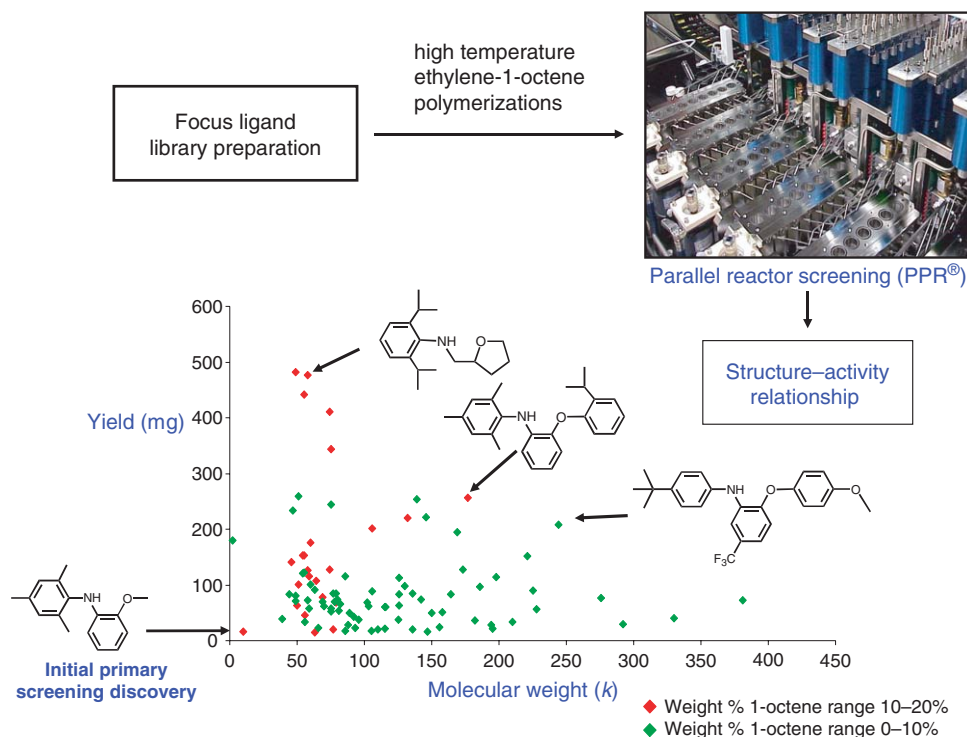 high temperature
ethylene-1-octene
polymerizations
Focus ligand
library preparation
Parallel reactor screening (PPR®)
Structure–activity
relationship
Yield (mg)
600
500
400
300
200
100
0
0
50
100
150
200
250
300
350
400
450
Molecular weight (k)
NH
O
NH
O
NH
O
O
F3C
NH
O
Initial primary
screening discovery
Weight % 1-octene range 10–20%
Weight % 1-octene range 0–10%